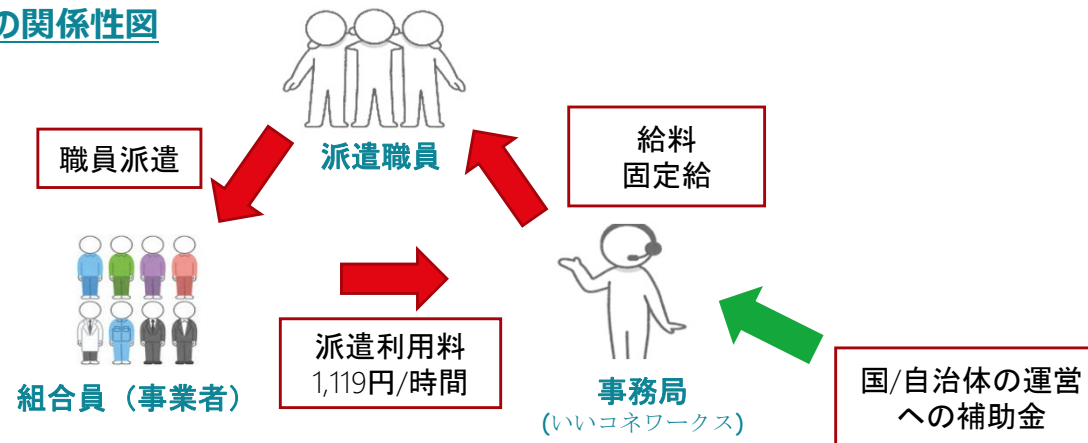 の関係性図
派遣職員
職員派遣
給料
固定給
派遣利用料
1,119円/時間
組合員（事業者）
事務局
(いいコネワークス)
国/自治体の運営
への補助金